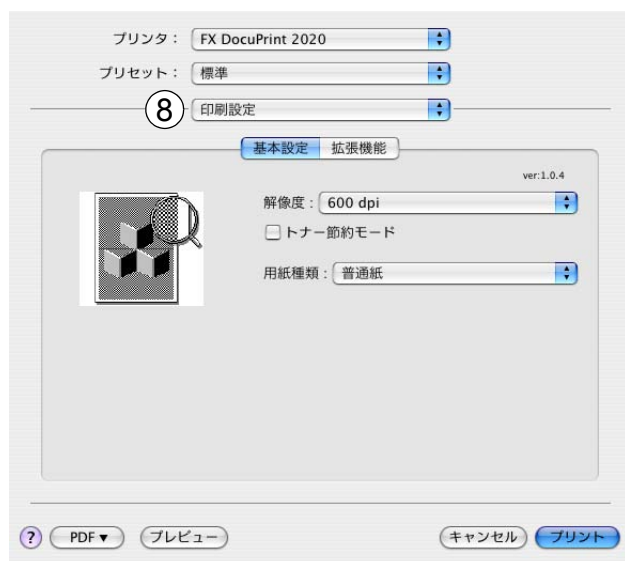 プリンタ： FX DocuPrint 2020
プリセット： 標準
⑧ 印刷設定
基本設定 拡張機能
ver:1.0.4
解像度： 600 dpi
トナー節約モード
用紙種類： 普通紙
? PDF▼ プレビュー キャンセル プリント